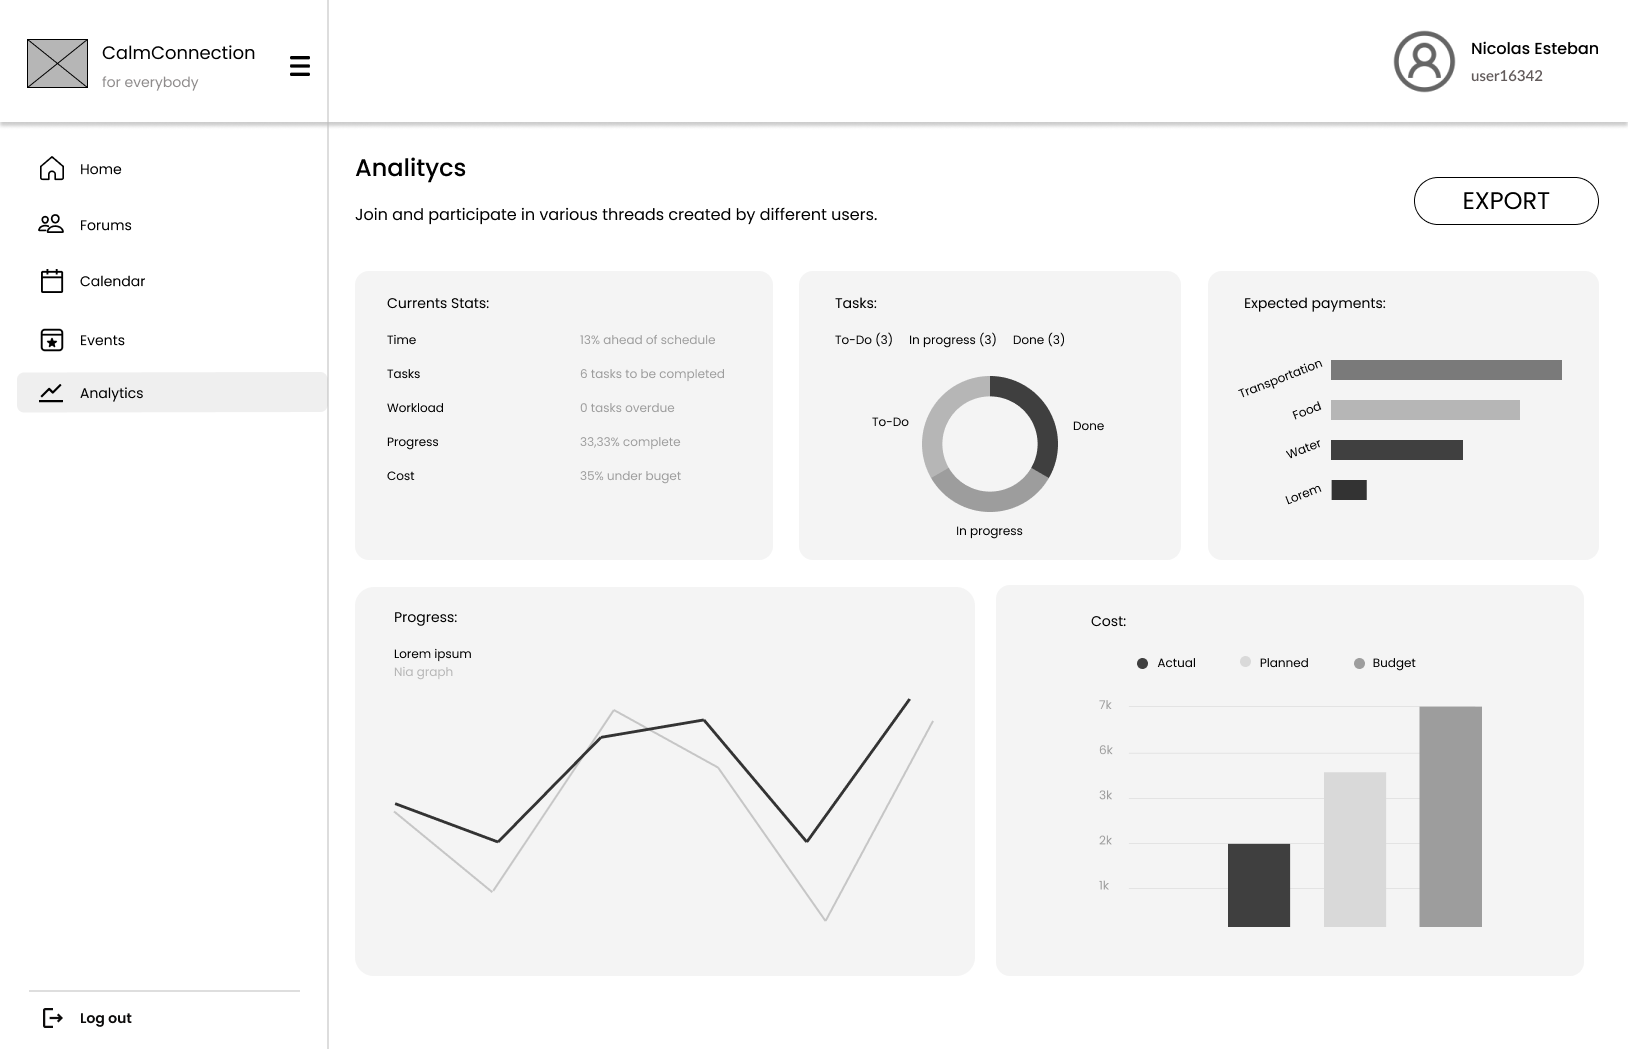 CalmConnection
for everybody
Nicolas Esteban
user16342
Home
Forums
Calendar
Events
Analytics
Log out
Analitycs
Join and participate in various threads created by different users.
EXPORT
Currents Stats:
Time 13% ahead of schedule
Tasks 6 tasks to be completed
Workload 0 tasks overdue
Progress 33,33% complete
Cost 35% under buget
Tasks:
To-Do (3) In progress (3) Done (3)
To-Do
Done
In progress
Expected payments:
Transportation
Food
Water
Lorem
Progress:
Lorem ipsum
Nia graph
Cost:
Actual Planned Budget
7k
6k
3k
2k
1k